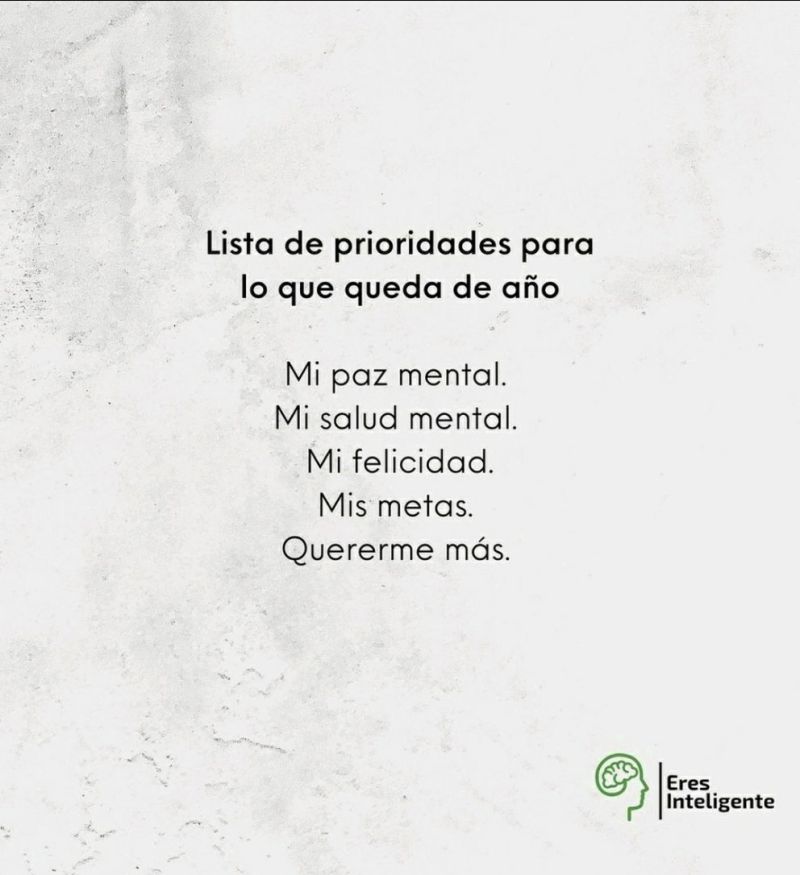 Lista de prioridades para
lo que queda de año
Mi paz mental.
Mi salud mental.
Mi felicidad.
Mis metas.
Quererme más.
Eres
Inteligente